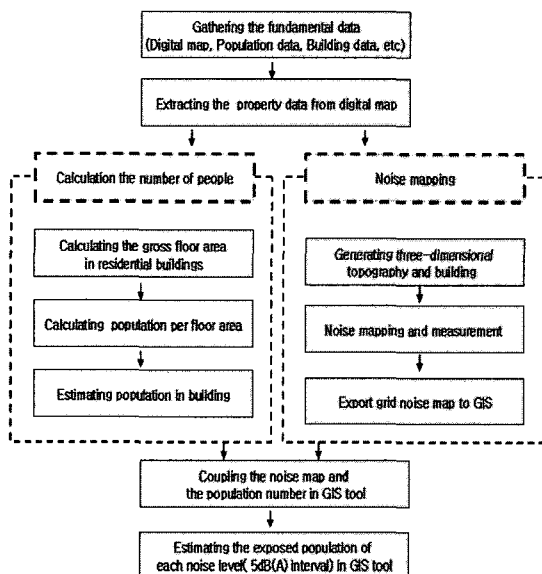 Gathering the fundamental data
(Digital map, Population data, Building data, etc)
Extracting the property data from digital map
Calculation the number of people
Calculating the gross floor area
in residential buildings
Calculating population per floor area
Estimating population in building
Noise mapping
Generating three-dimensional
topography and building
Noise mapping and measurement
Export grid noise map to GIS
Coupling the noise map and
the population number in GIS tool
Estimating the exposed population of
each noise level( 5dB(A) interval) in GIS tool